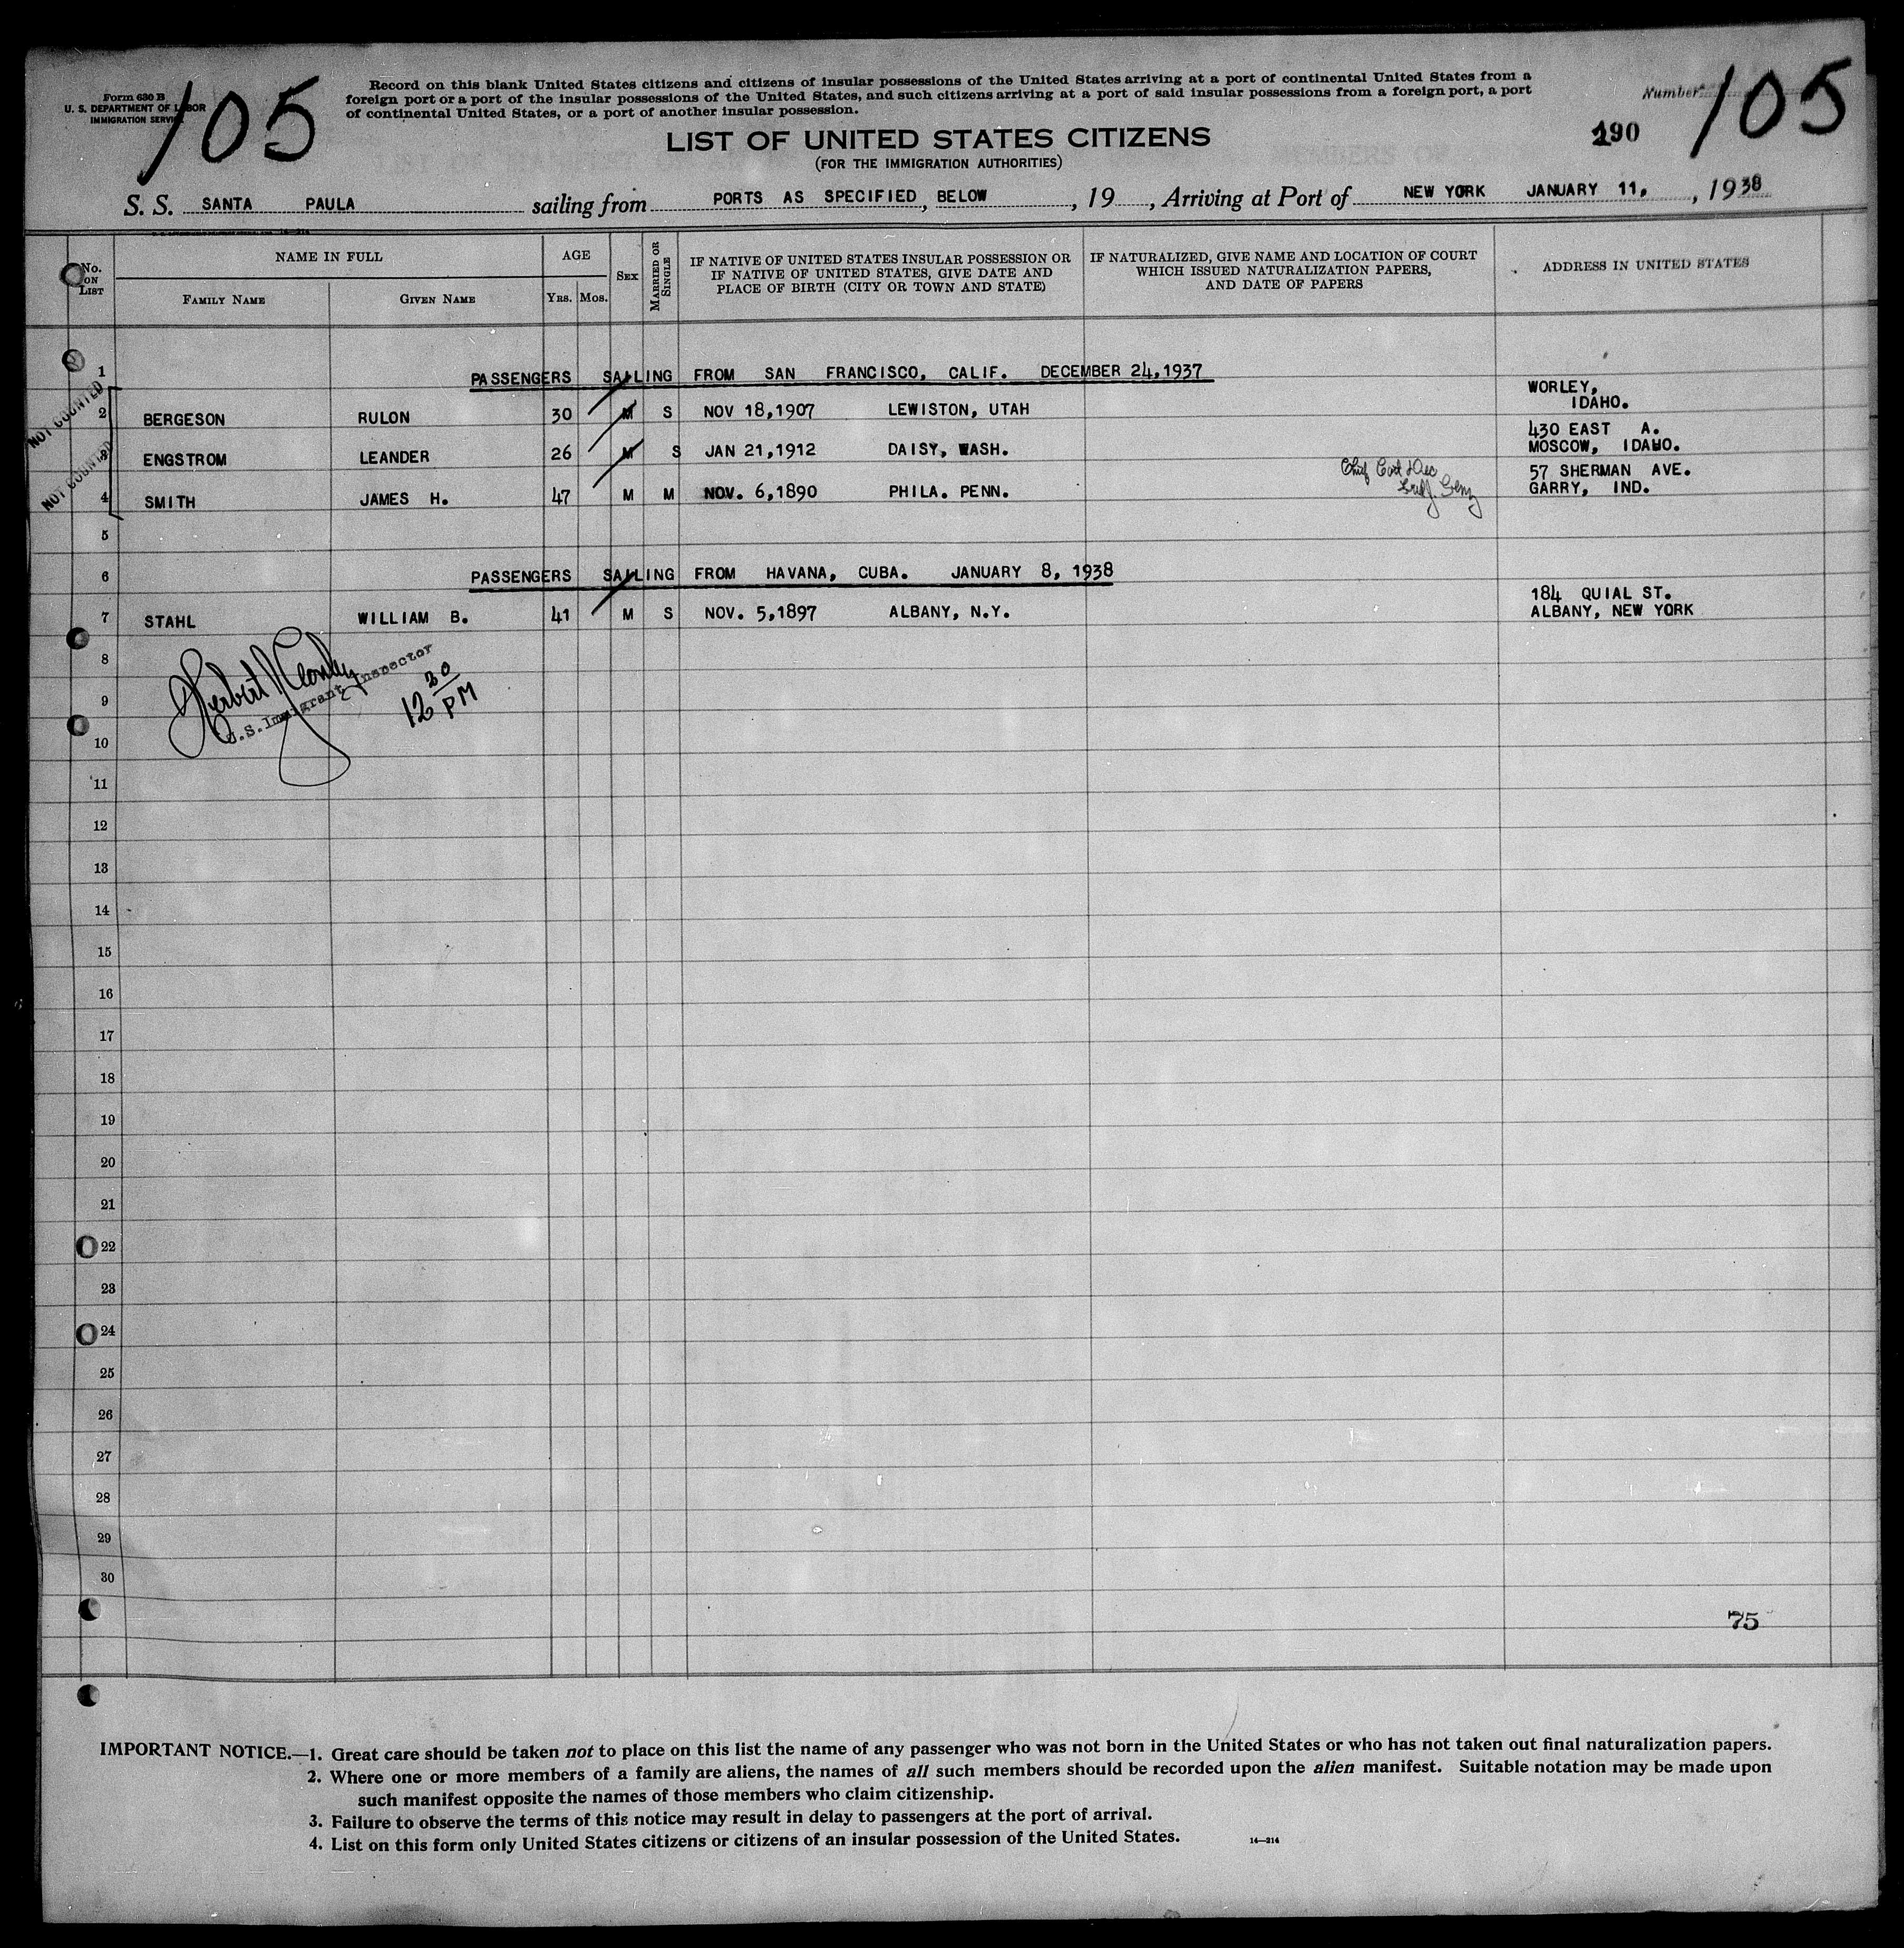 Form 630 B
U. S. DEPARTMENT OF LABOR
IMMIGRATION SERVICE
105
Record on this blank United States citizens and citizens of insular possessions of the United States arriving at a port of continental United States from a
foreign port or a port of the insular possessions of the United States, and such citizens arriving at a port of said insular possessions from a foreign port, a port
of continental United States, or a port of another insular possession.
Number 105
190
LIST OF UNITED STATES CITIZENS
(FOR THE IMMIGRATION AUTHORITIES)
S. S. SANTA PAULA sailing from PORTS AS SPECIFIED BELOW, 19 , Arriving at Port of NEW YORK JANUARY 11, , 1938
No. ON LIST
NAME IN FULL
FAMILY NAME GIVEN NAME
AGE
YRS. MOS.
SEX
MARRIED OR SINGLE
IF NATIVE OF UNITED STATES INSULAR POSSESSION OR
IF NATIVE OF UNITED STATES, GIVE DATE AND
PLACE OF BIRTH (CITY OR TOWN AND STATE)
IF NATURALIZED, GIVE NAME AND LOCATION OF COURT
WHICH ISSUED NATURALIZATION PAPERS,
AND DATE OF PAPERS
ADDRESS IN UNITED STATES
1 PASSENGERS SAILING FROM SAN FRANCISCO, CALIF. DECEMBER 24,1937
NOT COUNTED
2 BERGESON RULON 30 M S NOV 18,1907 LEWISTON, UTAH WORLEY,
IDAHO.
3 ENGSTROM LEANDER 26 M S JAN 21,1912 DAISY, WASH. 430 EAST A.
MOSCOW, IDAHO.
NOT COUNTED
4 SMITH JAMES H. 47 M M NOV. 6,1890 PHILA. PENN. 57 SHERMAN AVE.
GARRY, IND.
5
6 PASSENGERS SAILING FROM HAVANA, CUBA. JANUARY 8, 1938
7 STAHL WILLIAM B. 41 M S NOV. 5,1897 ALBANY, N.Y. 184 QUIAL ST.
ALBANY, NEW YORK
8
U.S. Immigrant Inspector
12 20 PM
9
10
11
12
13
14
15
16
17
18
19
20
21
22
23
24
25
26
27
28
29
30
75
IMPORTANT NOTICE.—1. Great care should be taken not to place on this list the name of any passenger who was not born in the United States or who has not taken out final naturalization papers.
2. Where one or more members of a family are aliens, the names of all such members should be recorded upon the alien manifest. Suitable notation may be made upon
such manifest opposite the names of those members who claim citizenship.
3. Failure to observe the terms of this notice may result in delay to passengers at the port of arrival.
4. List on this form only United States citizens or citizens of an insular possession of the United States. 14—214